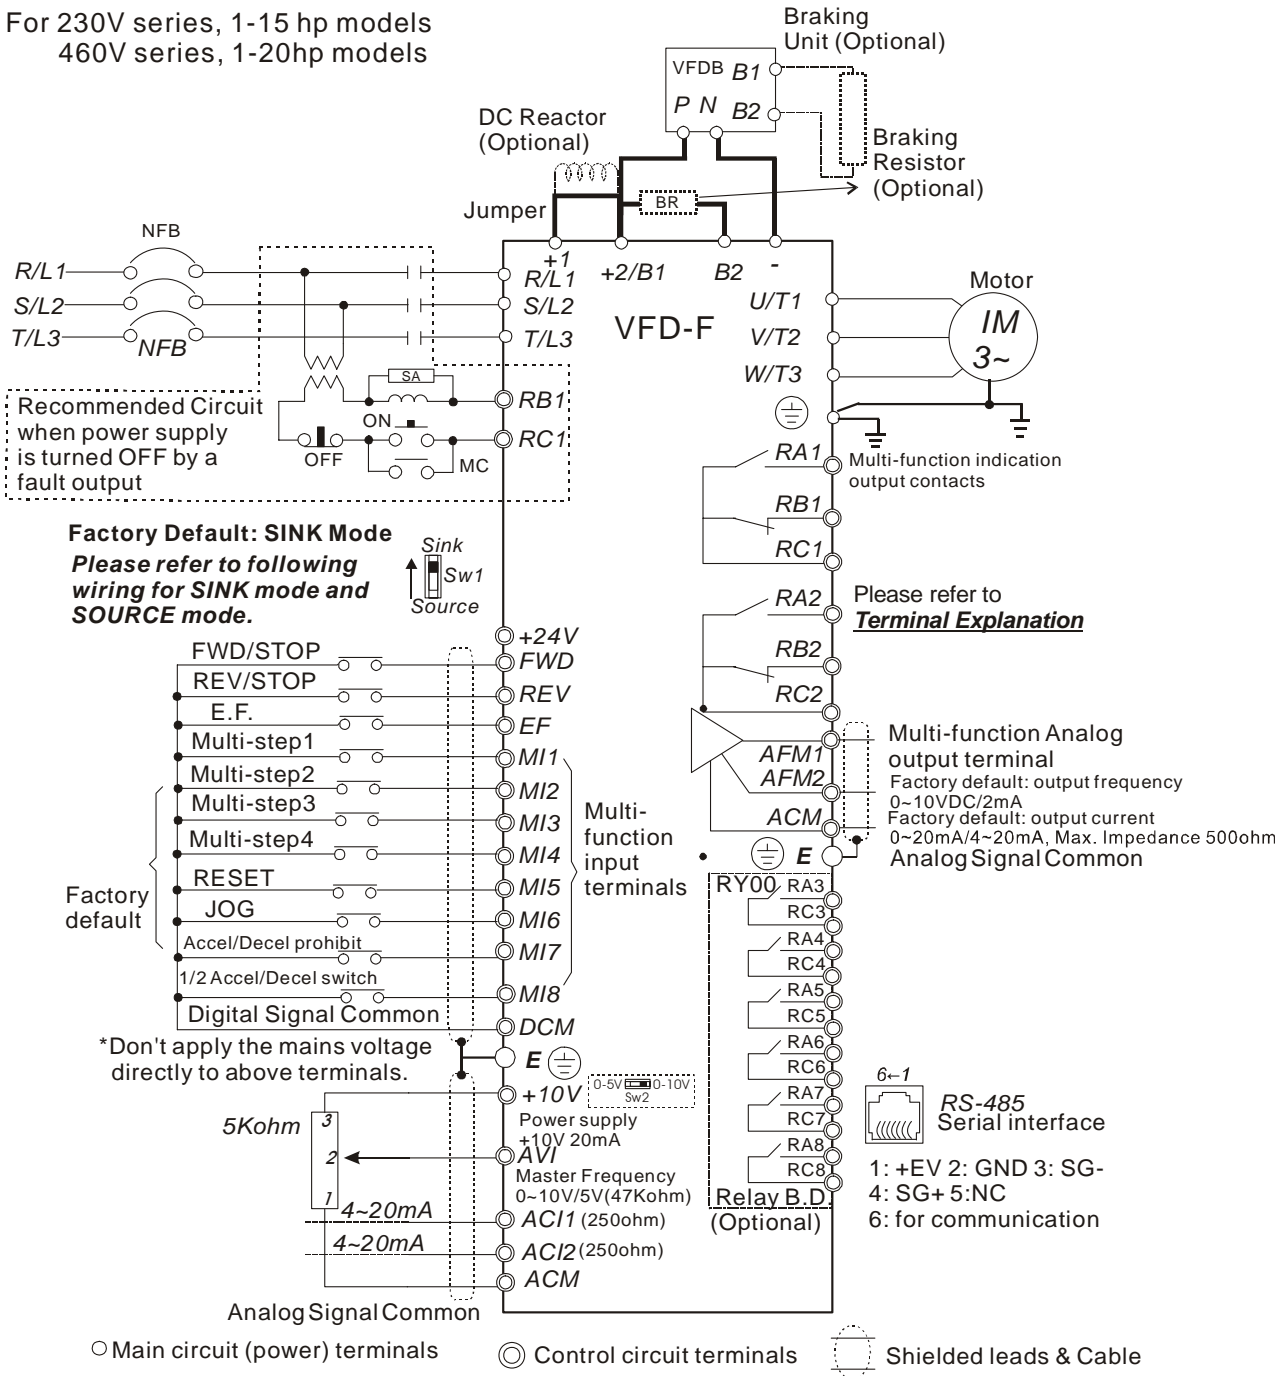 For 230V series, 1-15 hp models
460V series, 1-20hp models
Braking
Unit (Optional)
VFDB B1
P N B2
DC Reactor
(Optional)
Braking
Resistor
(Optional)
Jumper
BR
NFB
R/L1
S/L2
T/L3
NFB
+1
+2/B1
B2
-
R/L1
S/L2
T/L3
VFD-F
U/T1
V/T2
W/T3
Motor
IM
3~
SA
RB1
ON
RC1
OFF
MC
Recommended Circuit
when power supply
is turned OFF by a
fault output
RA1
Multi-function indication
output contacts
RB1
RC1
Factory Default: SINK Mode
Please refer to following
wiring for SINK mode and
SOURCE mode.
Sink
Sw1
Source
RA2
Please refer to
Terminal Explanation
RB2
RC2
+24V
FWD/STOP
FWD
REV/STOP
REV
E.F.
EF
Multi-step1
MI1
Multi-step2
MI2
Multi-step3
MI3
Multi-step4
MI4
RESET
MI5
JOG
MI6
Accel/Decel prohibit
MI7
1/2 Accel/Decel switch
MI8
Digital Signal Common
DCM
Factory
default
Multi-
function
input
terminals
AFM1
AFM2
ACM
E
Multi-function Analog
output terminal
Factory default: output frequency
0~10VDC/2mA
Factory default: output current
0~20mA/4~20mA, Max. Impedance 500ohm
Analog Signal Common
*Don't apply the mains voltage
directly to above terminals.
E
+10V
0-5V 0-10V
Sw2
Power supply
+10V 20mA
5Kohm
3
2
1
AVI
Master Frequency
0~10V/5V(47Kohm)
4~20mA
ACI1 (250ohm)
4~20mA
ACI2 (250ohm)
ACM
Analog Signal Common
RY00
RA3
RC3
RA4
RC4
RA5
RC5
RA6
RC6
RA7
RC7
RA8
RC8
Relay B.D.
(Optional)
6←1
RS-485
Serial interface
1: +EV 2: GND 3: SG-
4: SG+ 5:NC
6: for communication
Main circuit (power) terminals
Control circuit terminals
Shielded leads & Cable